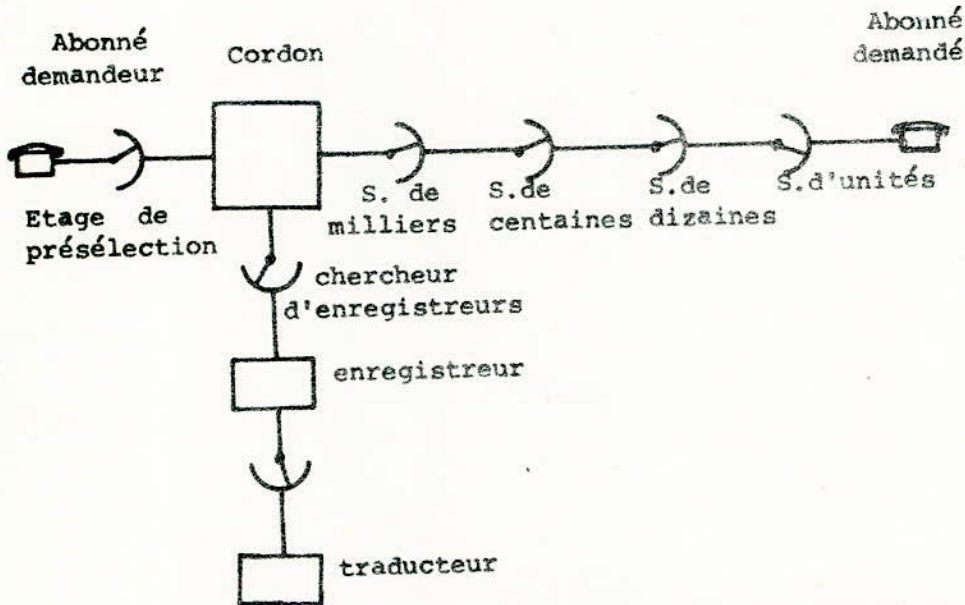 Abonné
demandeur
Cordon
Abonné
demandé
Etage de
présélection
S. de
milliers
S.de
centaines
S.de
dizaines
S.d'unités
chercheur
d'enregistreurs
enregistreur
traducteur